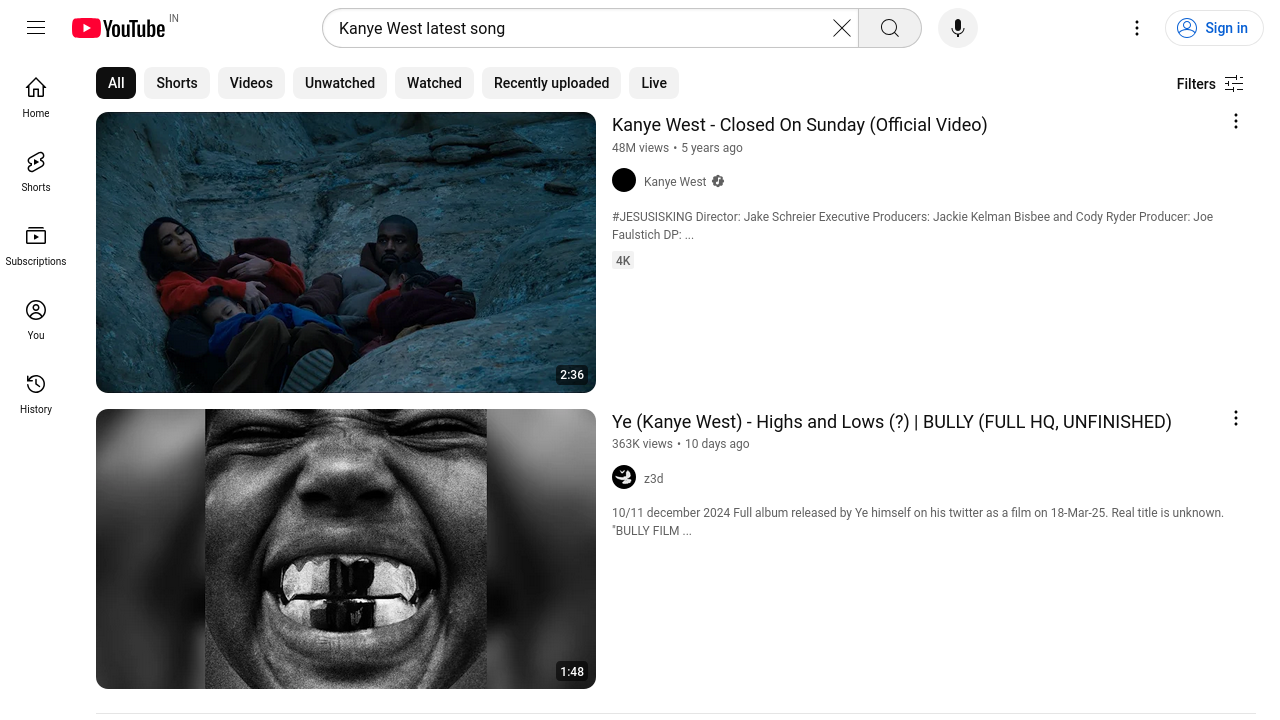 YouTube IN
Kanye West latest song
Sign in
All
Shorts
Videos
Unwatched
Watched
Recently uploaded
Live
Filters
Home
Shorts
Subscriptions
You
History
2:36
Kanye West - Closed On Sunday (Official Video)
48M views • 5 years ago
Kanye West
#JESUSISKING Director: Jake Schreier Executive Producers: Jackie Kelman Bisbee and Cody Ryder Producer: Joe
Faulstich DP: ...
4K
1:48
Ye (Kanye West) - Highs and Lows (?) | BULLY (FULL HQ, UNFINISHED)
363K views • 10 days ago
z3d
10/11 december 2024 Full album released by Ye himself on his twitter as a film on 18-Mar-25. Real title is unknown.
"BULLY FILM ...